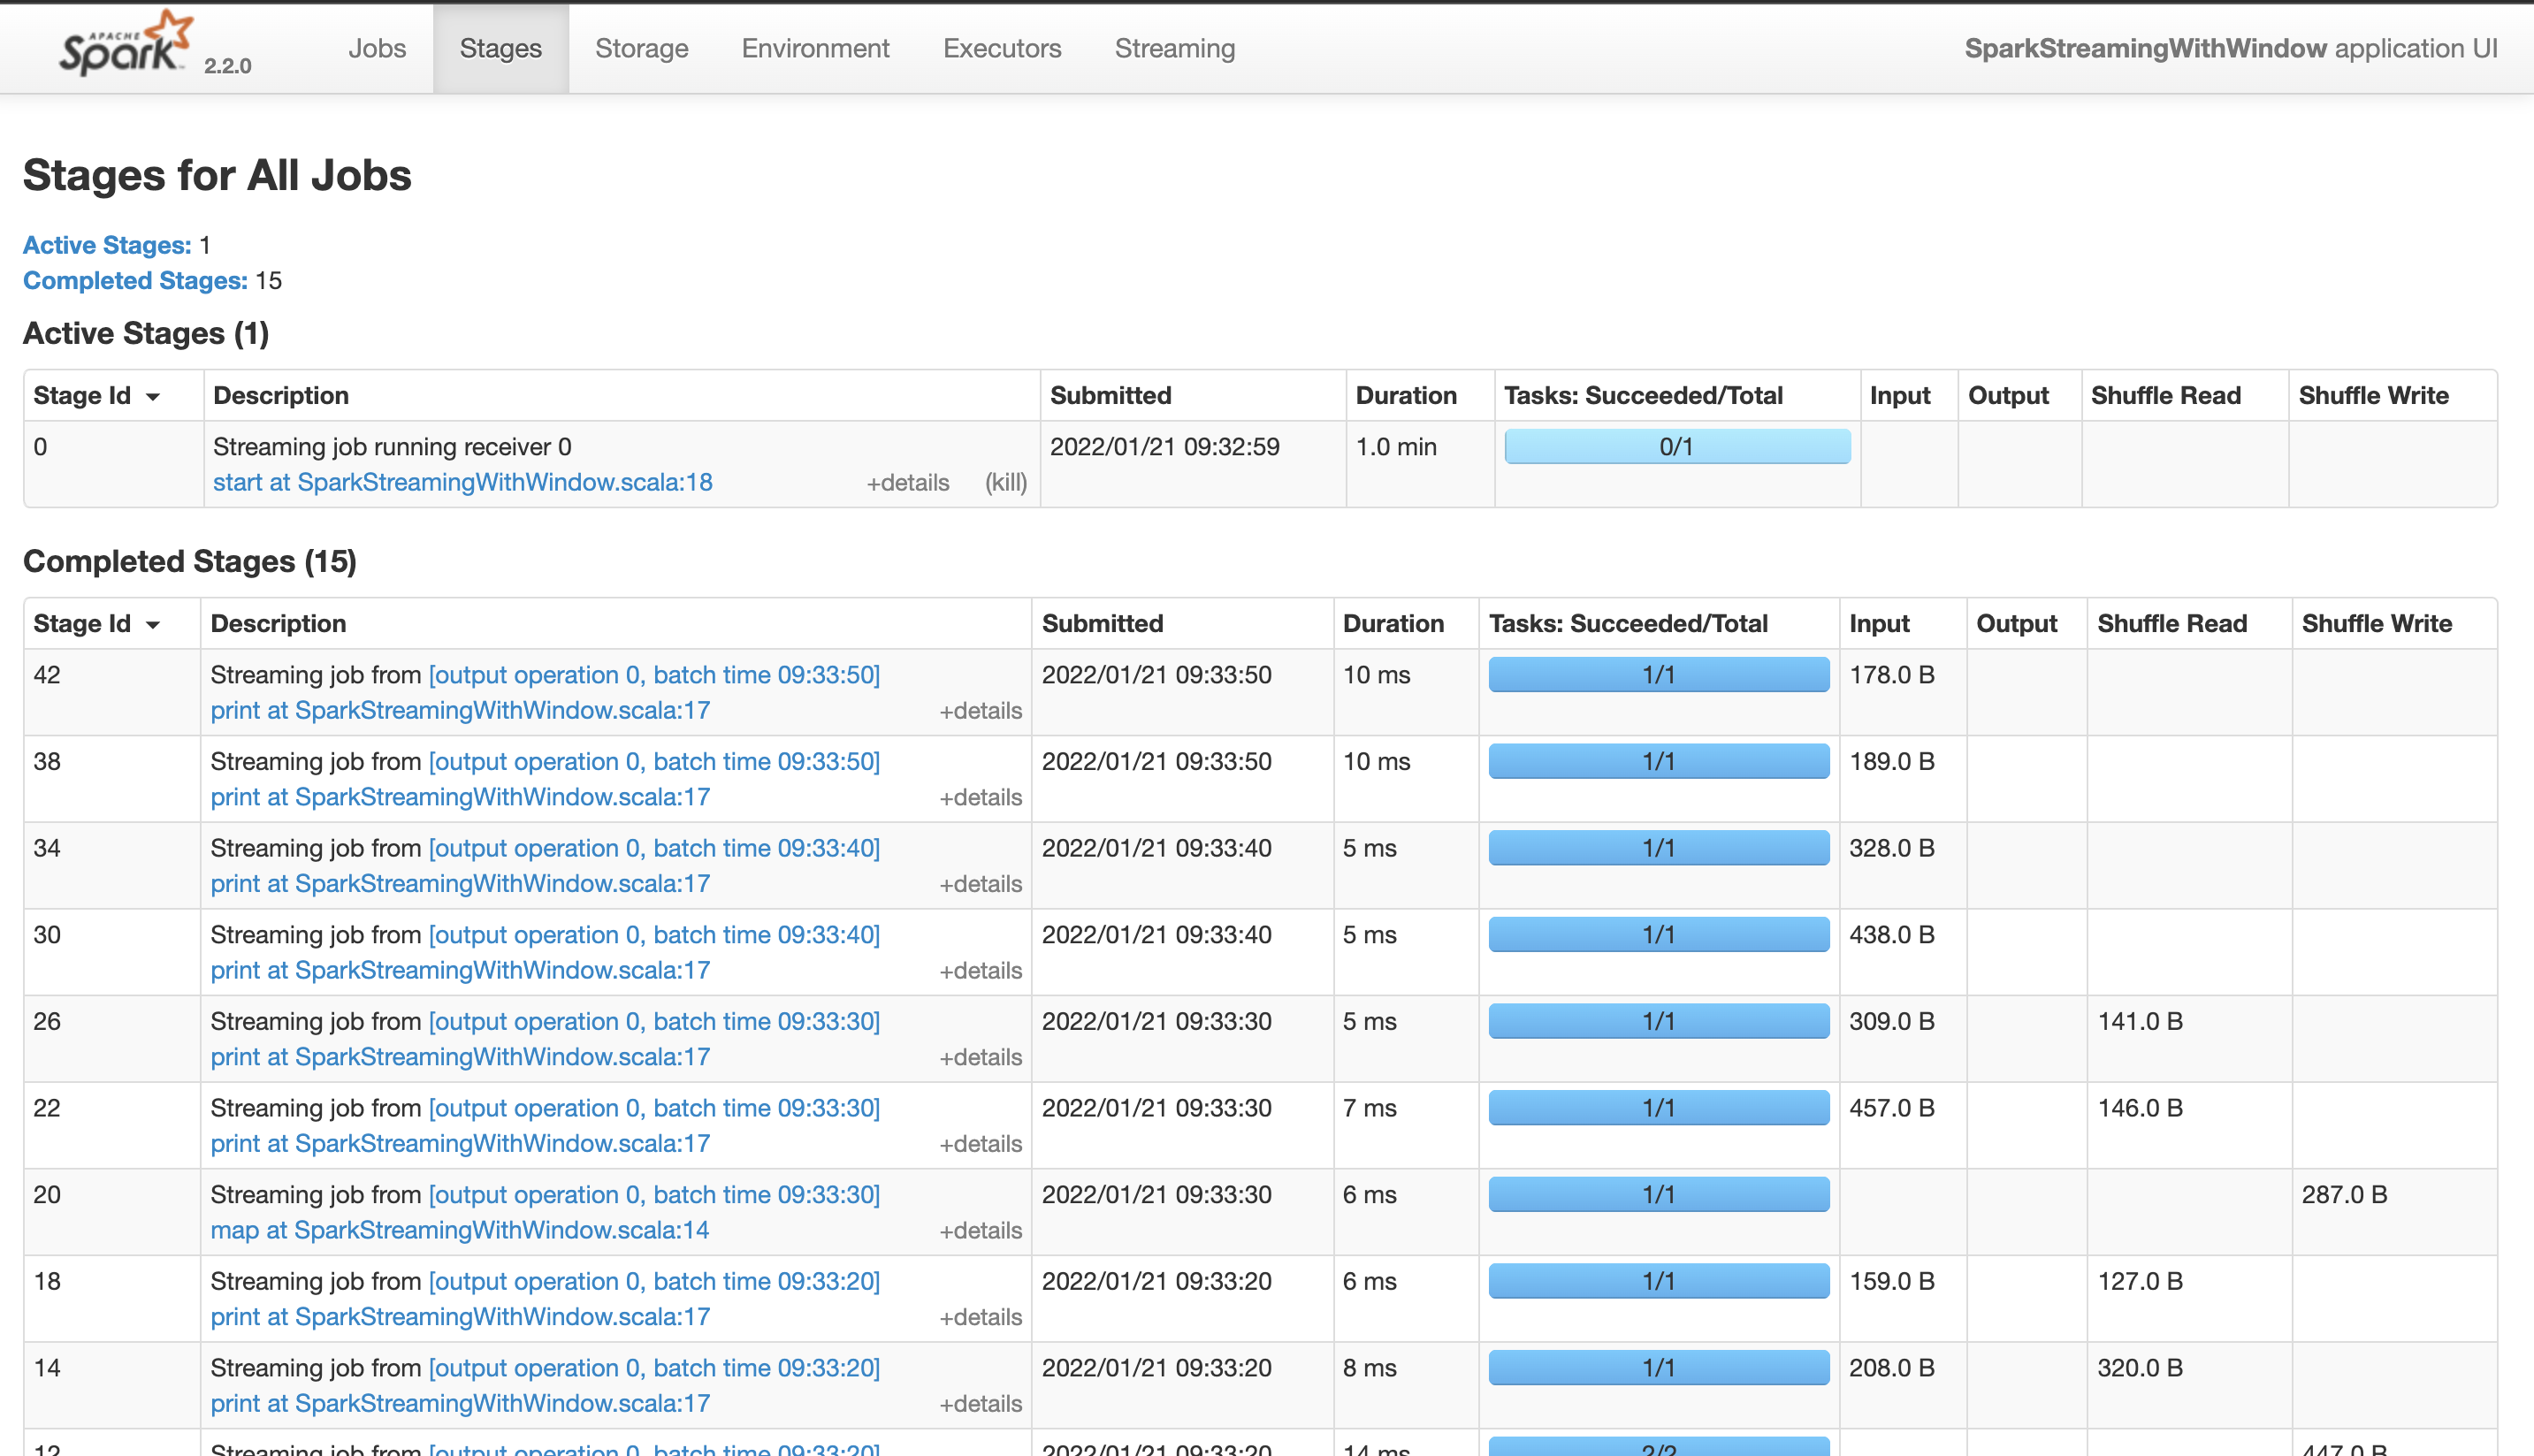 APACHE Spark 2.2.0 Jobs Stages Storage Environment Executors Streaming SparkStreamingWithWindow application UI
Stages for All Jobs
Active Stages: 1
Completed Stages: 15
Active Stages (1)
Stage Id Description Submitted Duration Tasks: Succeeded/Total Input Output Shuffle Read Shuffle Write
0 Streaming job running receiver 0 2022/01/21 09:32:59 1.0 min 0/1
start at SparkStreamingWithWindow.scala:18 +details (kill)
Completed Stages (15)
Stage Id Description Submitted Duration Tasks: Succeeded/Total Input Output Shuffle Read Shuffle Write
42 Streaming job from [output operation 0, batch time 09:33:50] 2022/01/21 09:33:50 10 ms 1/1 178.0 B
print at SparkStreamingWithWindow.scala:17 +details
38 Streaming job from [output operation 0, batch time 09:33:50] 2022/01/21 09:33:50 10 ms 1/1 189.0 B
print at SparkStreamingWithWindow.scala:17 +details
34 Streaming job from [output operation 0, batch time 09:33:40] 2022/01/21 09:33:40 5 ms 1/1 328.0 B
print at SparkStreamingWithWindow.scala:17 +details
30 Streaming job from [output operation 0, batch time 09:33:40] 2022/01/21 09:33:40 5 ms 1/1 438.0 B
print at SparkStreamingWithWindow.scala:17 +details
26 Streaming job from [output operation 0, batch time 09:33:30] 2022/01/21 09:33:30 5 ms 1/1 309.0 B 141.0 B
print at SparkStreamingWithWindow.scala:17 +details
22 Streaming job from [output operation 0, batch time 09:33:30] 2022/01/21 09:33:30 7 ms 1/1 457.0 B 146.0 B
print at SparkStreamingWithWindow.scala:17 +details
20 Streaming job from [output operation 0, batch time 09:33:30] 2022/01/21 09:33:30 6 ms 1/1 287.0 B
map at SparkStreamingWithWindow.scala:14 +details
18 Streaming job from [output operation 0, batch time 09:33:20] 2022/01/21 09:33:20 6 ms 1/1 159.0 B 127.0 B
print at SparkStreamingWithWindow.scala:17 +details
14 Streaming job from [output operation 0, batch time 09:33:20] 2022/01/21 09:33:20 8 ms 1/1 208.0 B 320.0 B
print at SparkStreamingWithWindow.scala:17 +details
12 Streaming job from [output operation 0, batch time 09:33:20] 2022/01/21 09:33:20 14 ms 2/2 447.0 B